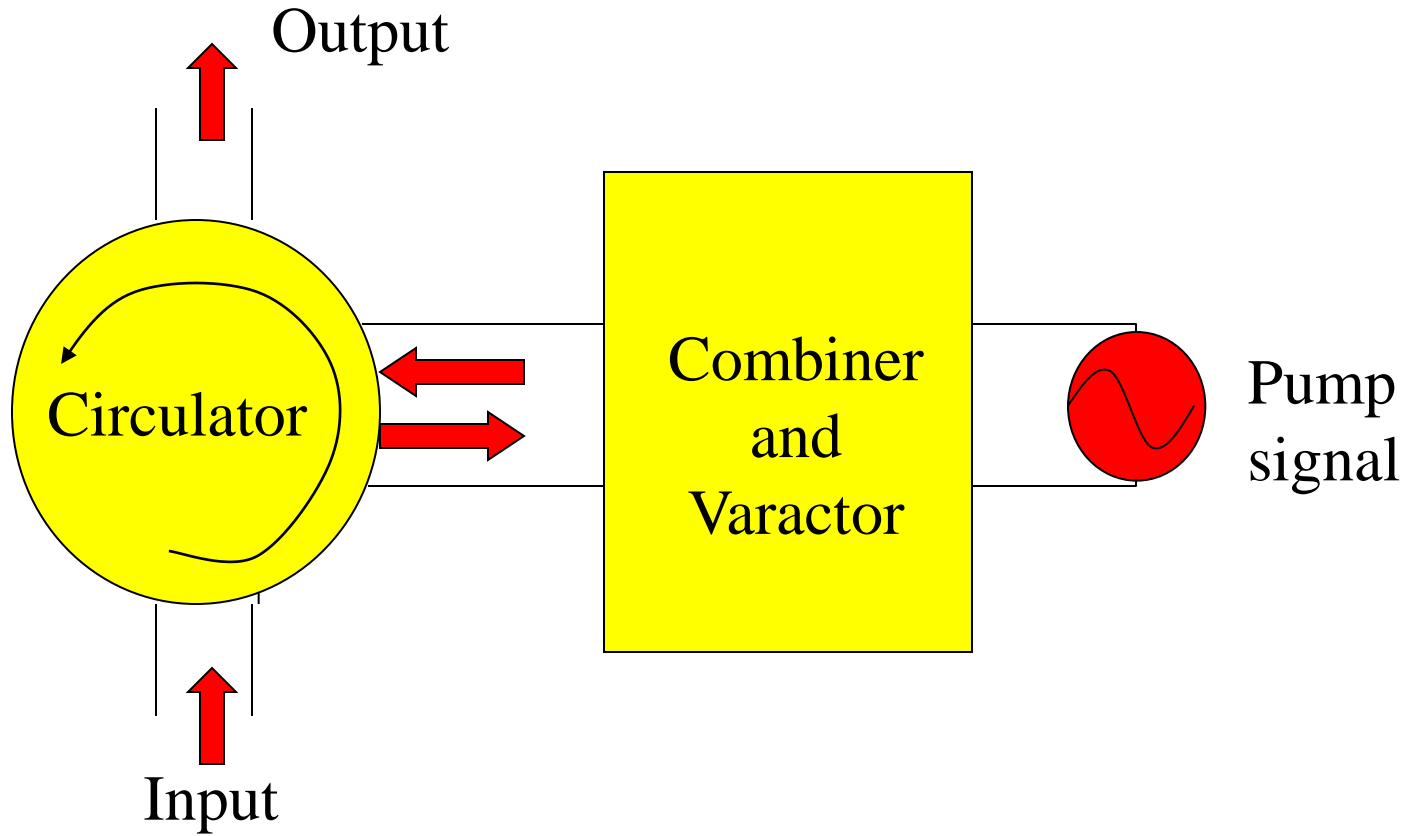 Output
Circulator
Combiner
and
Varactor
Pump
signal
Input